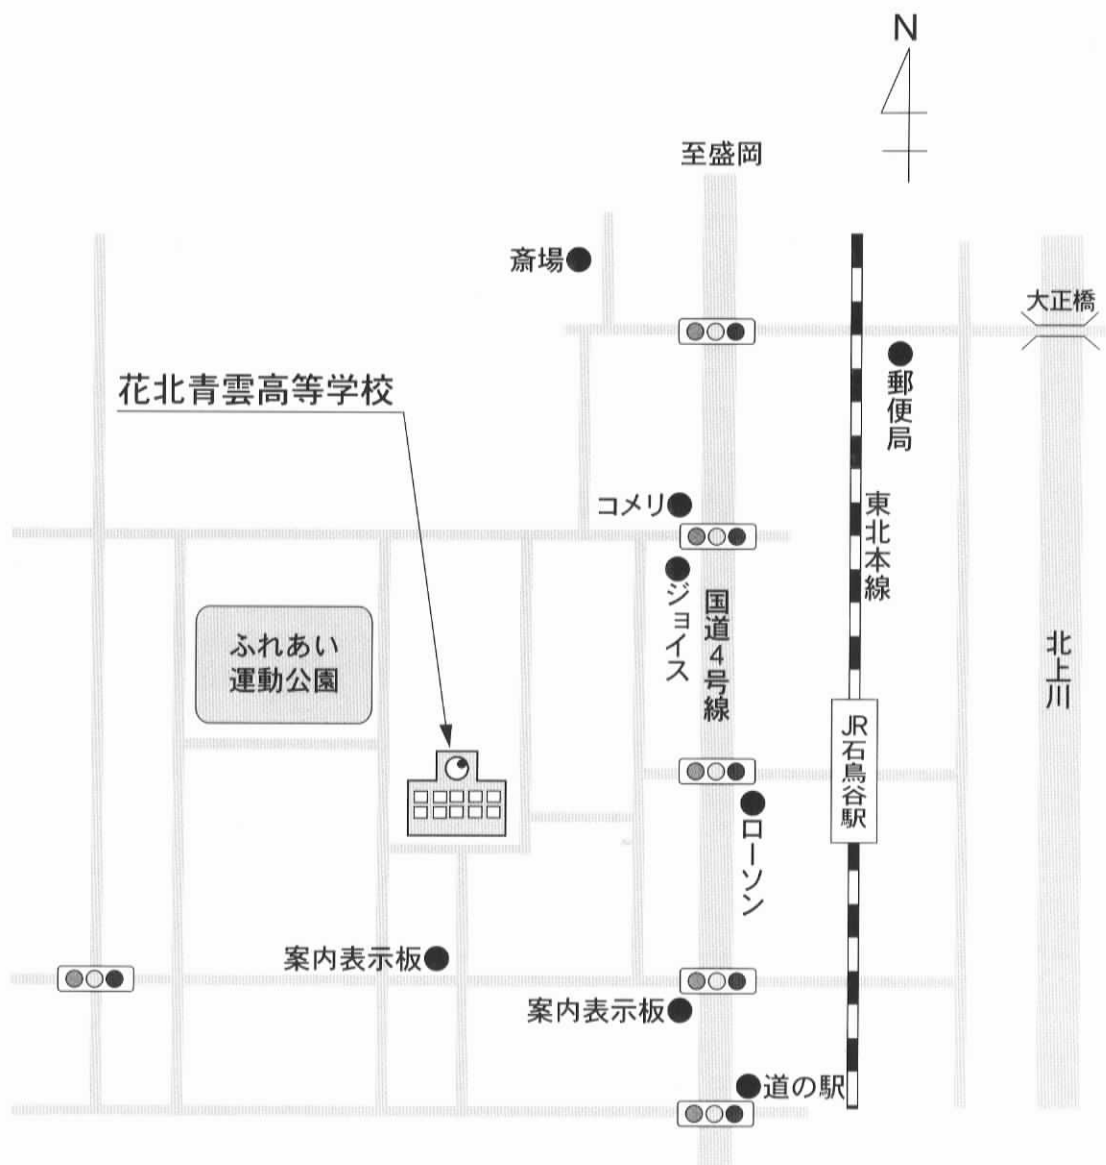 N
至盛岡
斎場
大正橋
郵便局
花北青雲高等学校
コメリ
東北本線
ジョイス
国道4号線
ふれあい
運動公園
北上川
JR石鳥谷駅
ローソン
案内表示板
案内表示板
道の駅